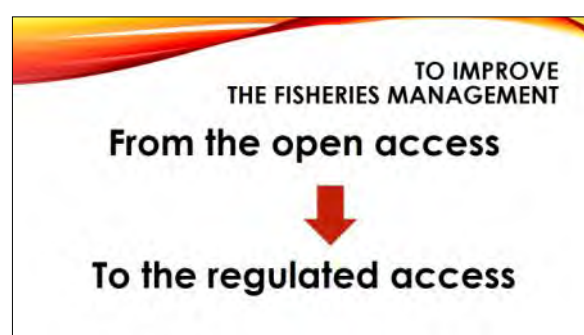 TO IMPROVE
THE FISHERIES MANAGEMENT
From the open access
To the regulated access